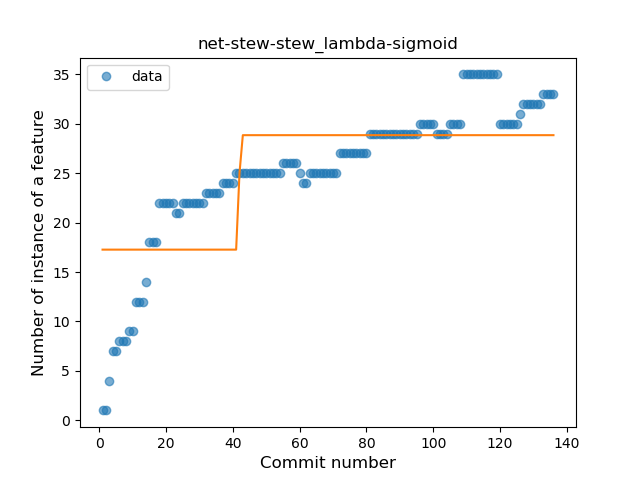 net-stew-stew_lambda-sigmoid
data
Number of instance of a feature
35
30
25
20
15
10
5
0
0 20 40 60 80 100 120 140
Commit number